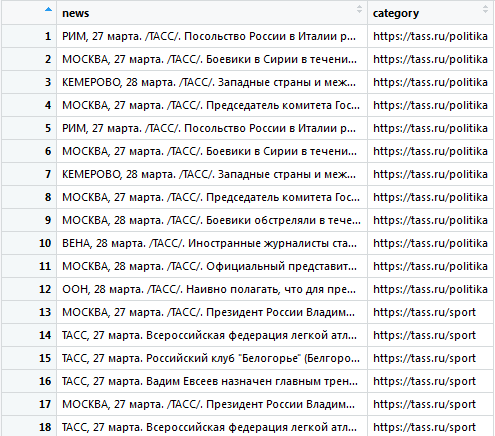 news category
1 РИМ, 27 марта. /ТАСС/. Посольство России в Италии р... https://tass.ru/politika
2 МОСКВА, 27 марта. /ТАСС/. Боевики в Сирии в течени... https://tass.ru/politika
3 КЕМЕРОВО, 28 марта. /ТАСС/. Западные страны и меж... https://tass.ru/politika
4 МОСКВА, 27 марта. /ТАСС/. Председатель комитета Гос... https://tass.ru/politika
5 РИМ, 27 марта. /ТАСС/. Посольство России в Италии р... https://tass.ru/politika
6 МОСКВА, 27 марта. /ТАСС/. Боевики в Сирии в течени... https://tass.ru/politika
7 КЕМЕРОВО, 28 марта. /ТАСС/. Западные страны и меж... https://tass.ru/politika
8 МОСКВА, 27 марта. /ТАСС/. Председатель комитета Гос... https://tass.ru/politika
9 МОСКВА, 28 марта. /ТАСС/. Боевики обстреляли в тече... https://tass.ru/politika
10 ВЕНА, 28 марта. /ТАСС/. Иностранные журналисты ста... https://tass.ru/politika
11 МОСКВА, 28 марта. /ТАСС/. Официальный представит... https://tass.ru/politika
12 ООН, 28 марта. /ТАСС/. Наивно полагать, что для пре... https://tass.ru/politika
13 МОСКВА, 27 марта. /ТАСС/. Президент России Владим... https://tass.ru/sport
14 ТАСС, 27 марта. Всероссийская федерация легкой атл... https://tass.ru/sport
15 ТАСС, 27 марта. Российский клуб "Белогорье" (Белгоро... https://tass.ru/sport
16 ТАСС, 27 марта. Вадим Евсеев назначен главным трен... https://tass.ru/sport
17 МОСКВА, 27 марта. /ТАСС/. Президент России Владим... https://tass.ru/sport
18 ТАСС, 27 марта. Всероссийская федерация легкой атл... https://tass.ru/sport